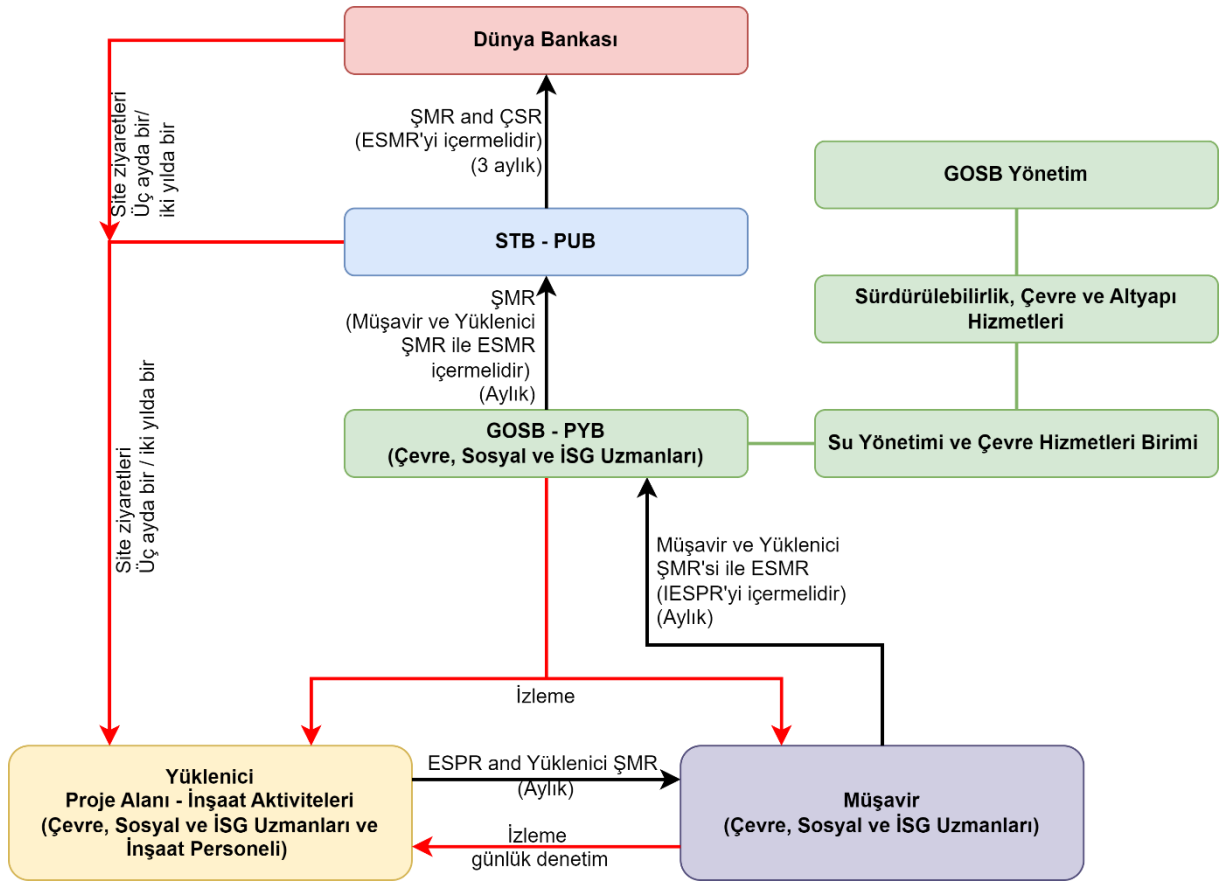 Dünya Bankası
Site ziyaretleri
Üç ayda bir/
iki yılda bir
ŞMR and ÇSR
(ESMR'yi içermelidir)
(3 aylık)
GOSB Yönetim
STB - PUB
Sürdürülebilirlik, Çevre ve Altyapı
Hizmetleri
ŞMR
(Müşavir ve Yüklenici
ŞMR ile ESMR
içermelidir)
(Aylık)
Site ziyaretleri
Üç ayda bir / iki yılda bir
GOSB - PYB
(Çevre, Sosyal ve İSG Uzmanları)
Su Yönetimi ve Çevre Hizmetleri Birimi
Müşavir ve Yüklenici
ŞMR'si ile ESMR
(IESPR'yi içermelidir)
(Aylık)
İzleme
Yüklenici
Proje Alanı - İnşaat Aktiviteleri
(Çevre, Sosyal ve İSG Uzmanları ve
İnşaat Personeli)
ESPR and Yüklenici ŞMR
(Aylık)
İzleme
günlük denetim
Müşavir
(Çevre, Sosyal ve İSG Uzmanları)